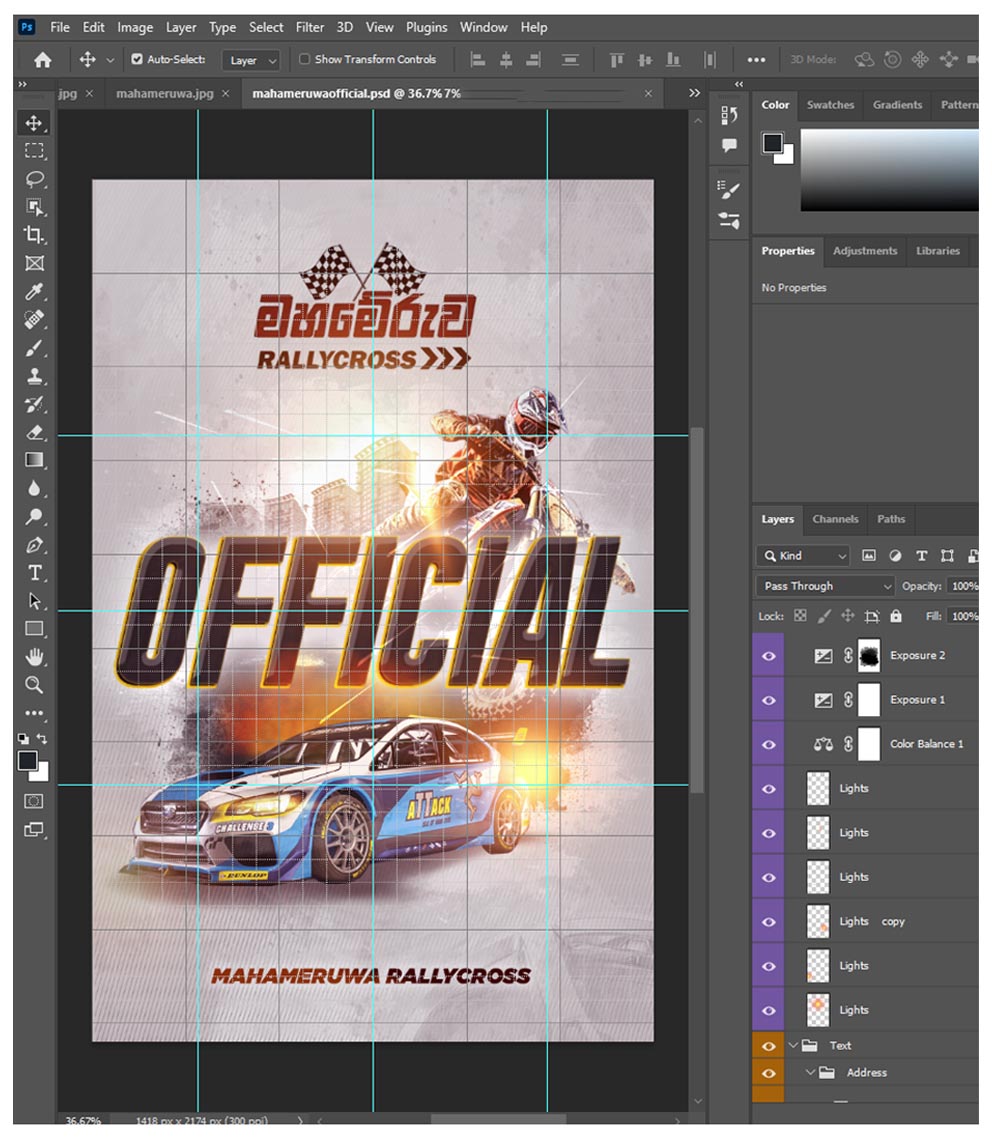 File Edit Image Layer Type Select Filter 3D View Plugins Window Help
Auto-Select: Layer Show Transform Controls 3D Mode:
jpg × mahameruwa.jpg × mahameruwaofficial.psd @ 36.7% 7% ×
Color Swatches Gradients Pattern
Properties Adjustments Libraries
No Properties
මහමේරුව
RALLYCROSS
OFFICIAL
ATTACK
CHALLENGE
DUNLOP
MAHAMERUWA RALLYCROSS
Layers Channels Paths
Kind
Pass Through Opacity: 100%
Lock: Fill: 100%
Exposure 2
Exposure 1
Color Balance 1
Lights
Lights
Lights
Lights copy
Lights
Lights
Text
Address
36.67% 1418 px x 2174 px (300 ppi)